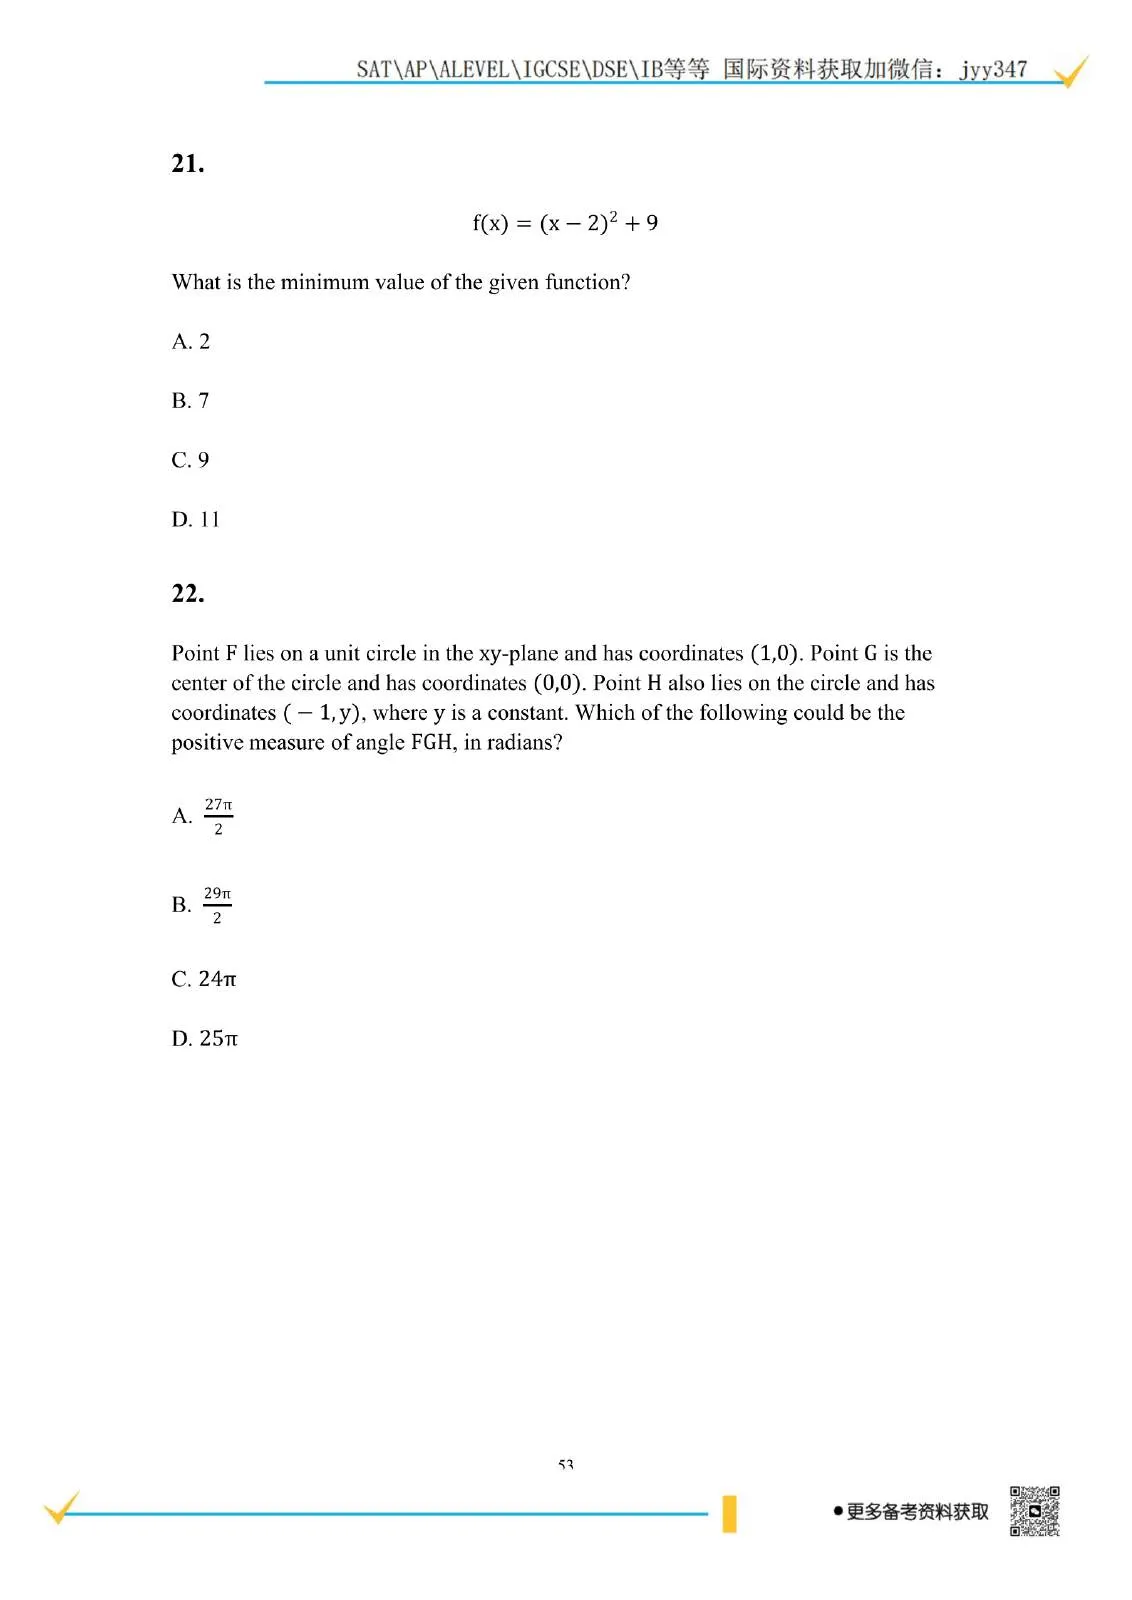 SAT\AP\ALEVEL\IGCSE\DSE\IB等等 国际资料获取加微信：jyy347
21.
f(x) = (x − 2)² + 9
What is the minimum value of the given function?
A. 2
B. 7
C. 9
D. 11
22.
Point F lies on a unit circle in the xy-plane and has coordinates (1,0). Point G is the
center of the circle and has coordinates (0,0). Point H also lies on the circle and has
coordinates ( − 1, y), where y is a constant. Which of the following could be the
positive measure of angle FGH, in radians?
A. 27π/2
B. 29π/2
C. 24π
D. 25π
53
●更多备考资料获取